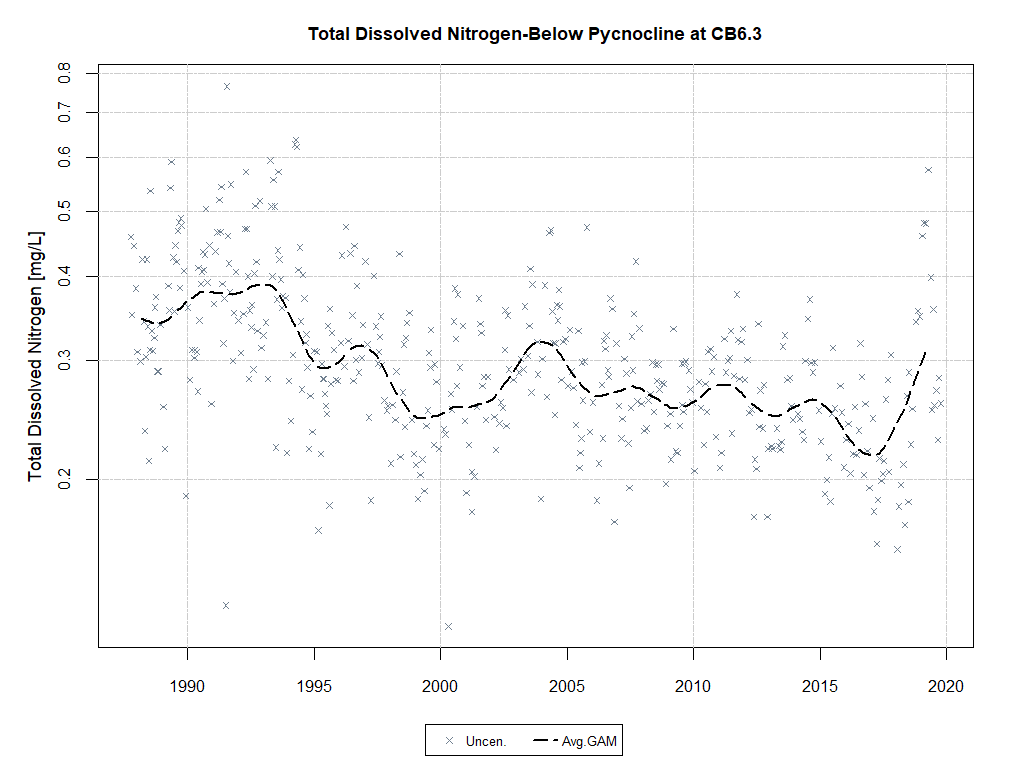 Total Dissolved Nitrogen-Below Pycnocline at CB6.3
Total Dissolved Nitrogen [mg/L]
0.8
0.7
0.6
0.5
0.4
0.3
0.2
1990 1995 2000 2005 2010 2015 2020
Uncen. Avg.GAM